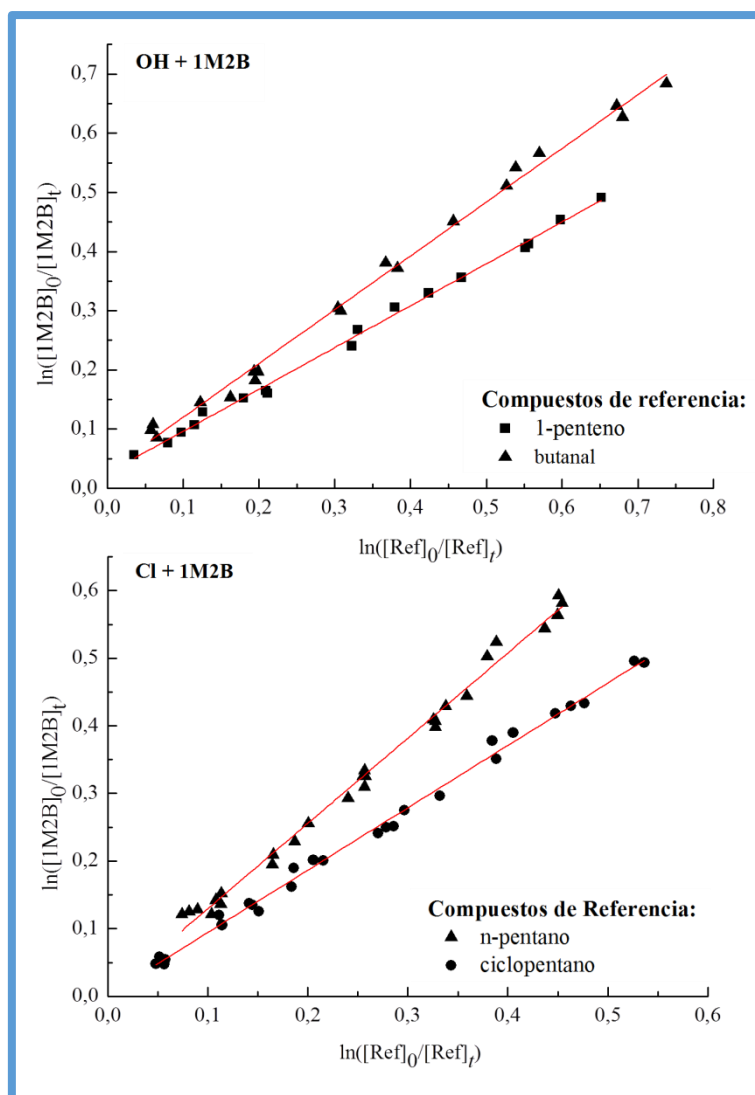 OH + 1M2B
0,7
0,6
0,5
0,4
0,3
0,2
0,1
0,0
ln([1M2B]0/[1M2B]t)
Compuestos de referencia:
1-penteno
butanal
0,0 0,1 0,2 0,3 0,4 0,5 0,6 0,7 0,8
ln([Ref]0/[Ref]t)
Cl + 1M2B
0,6
0,5
0,4
0,3
0,2
0,1
0,0
ln([1M2B]0/[1M2B]t)
Compuestos de Referencia:
n-pentano
ciclopentano
0,0 0,1 0,2 0,3 0,4 0,5 0,6
ln([Ref]0/[Ref]t)